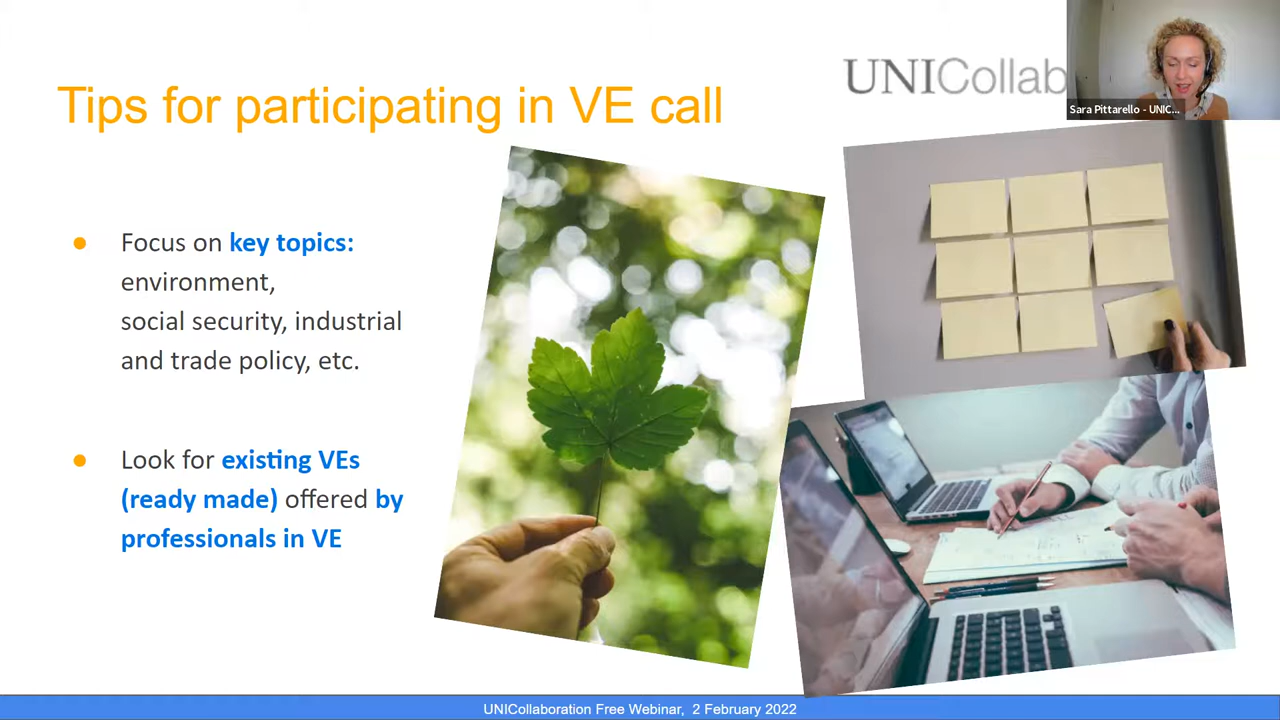 UNICollab
Sara Pittarello - UNIC...
Tips for participating in VE call
● Focus on key topics:
environment,
social security, industrial
and trade policy, etc.
● Look for existing VEs
(ready made) offered by
professionals in VE
UNICollaboration Free Webinar, 2 February 2022